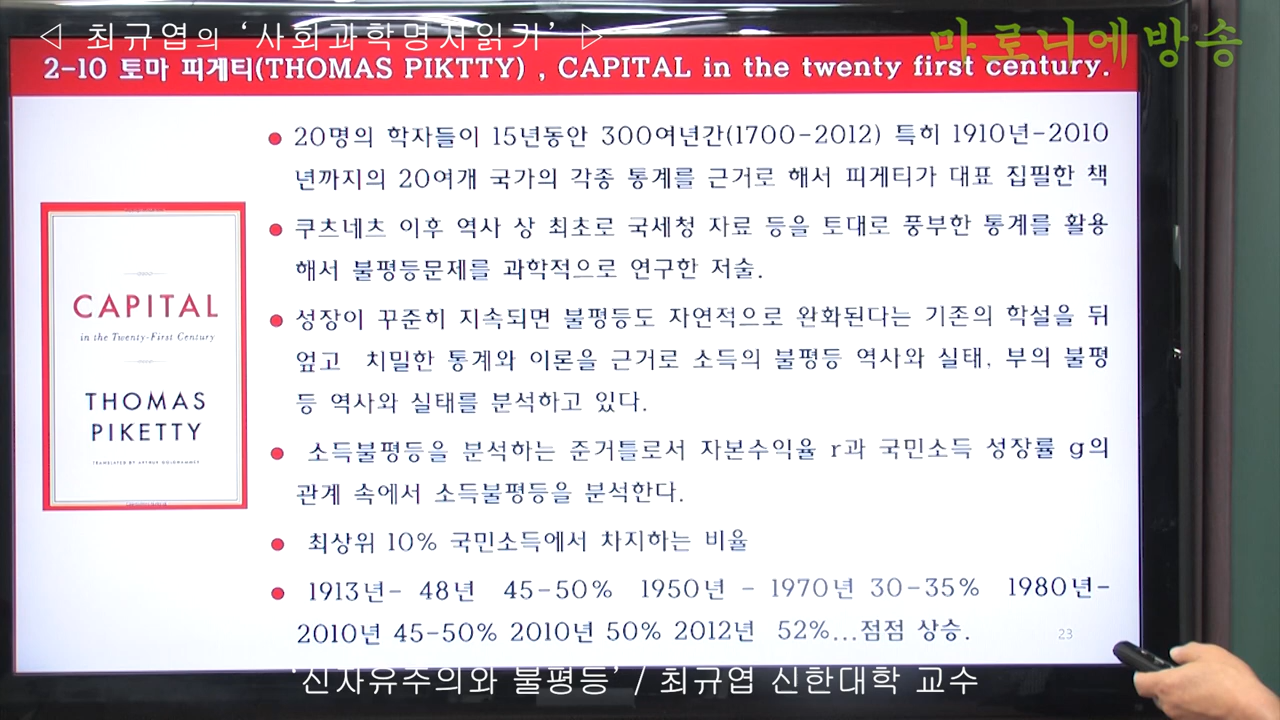 ◁ 최규엽의 ‘사회과학명저읽기’ ▷
마로니에방송
2-10 토마 피게티(THOMAS PIKTTY) , CAPITAL in the twenty first century.
● 20명의 학자들이 15년동안 300여년간(1700-2012) 특히 1910년-2010
년까지의 20여개 국가의 각종 통계를 근거로 해서 피게티가 대표 집필한 책
● 쿠츠네츠 이후 역사 상 최초로 국세청 자료 등을 토대로 풍부한 통계를 활용
해서 불평등문제를 과학적으로 연구한 저술.
● 성장이 꾸준히 지속되면 불평등도 자연적으로 완화된다는 기존의 학설을 뒤
엎고 치밀한 통계와 이론을 근거로 소득의 불평등 역사와 실태, 부의 불평
등 역사와 실태를 분석하고 있다.
● 소득불평등을 분석하는 준거틀로서 자본수익율 r과 국민소득 성장률 g의
관계 속에서 소득불평등을 분석한다.
● 최상위 10% 국민소득에서 차지하는 비율
● 1913년- 48년 45-50% 1950년 - 1970년 30-35% 1980년-
2010년 45-50% 2010년 50% 2012년 52%...점점 상승.
CAPITAL
in the Twenty-First Century
THOMAS
PIKETTY
TRANSLATED BY ARTHUR GOLDHAMMER
23
‘신자유주의와 불평등’ / 최규엽 신한대학 교수